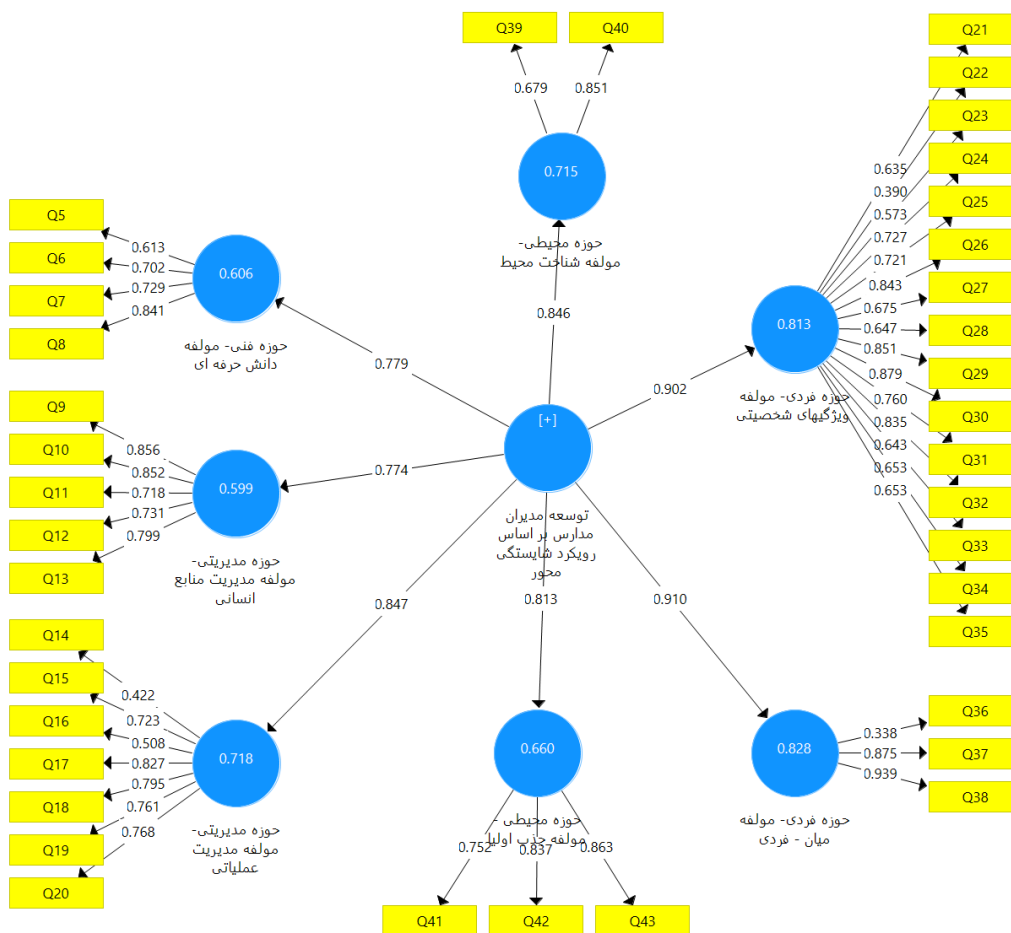 Q39
Q40
0.679
0.851
0.715
حوزه محیطی-
مولفه شناخت محیط
0.846
Q21
Q22
Q23
Q24
Q25
Q26
Q27
Q28
Q29
Q30
Q31
Q32
Q33
Q34
Q35
0.635
0.390
0.573
0.727
0.721
0.843
0.675
0.647
0.851
0.879
0.760
0.835
0.643
0.653
0.653
0.813
حوزه فردی- مولفه
ویژگیهای شخصیتی
0.902
Q5
Q6
Q7
Q8
0.613
0.702
0.729
0.841
0.606
حوزه فنی- مولفه
دانش حرفه ای
0.779
[+]
توسعه مدیران
مدارس بر اساس
رویکرد شایستگی
محور
Q9
Q10
Q11
Q12
Q13
0.856
0.852
0.718
0.731
0.799
0.599
حوزه مدیریتی-
مولفه مدیریت منابع
انسانی
0.774
Q14
Q15
Q16
Q17
Q18
Q19
Q20
0.422
0.723
0.508
0.827
0.795
0.761
0.768
0.718
حوزه مدیریتی-
مولفه مدیریت
عملیاتی
0.847
0.813
0.660
حوزه محیطی -
مولفه جذب اولیا
0.752
0.837
0.863
Q41
Q42
Q43
0.910
0.828
حوزه فردی- مولفه
میان - فردی
0.338
0.875
0.939
Q36
Q37
Q38